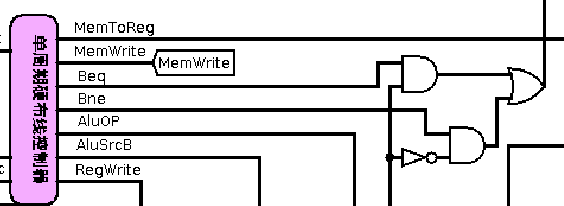 MemToReg
MemWrite
MemWrite
Beq
Bne
AluOP
AluSrcB
RegWrite
单周期硬布线控制器